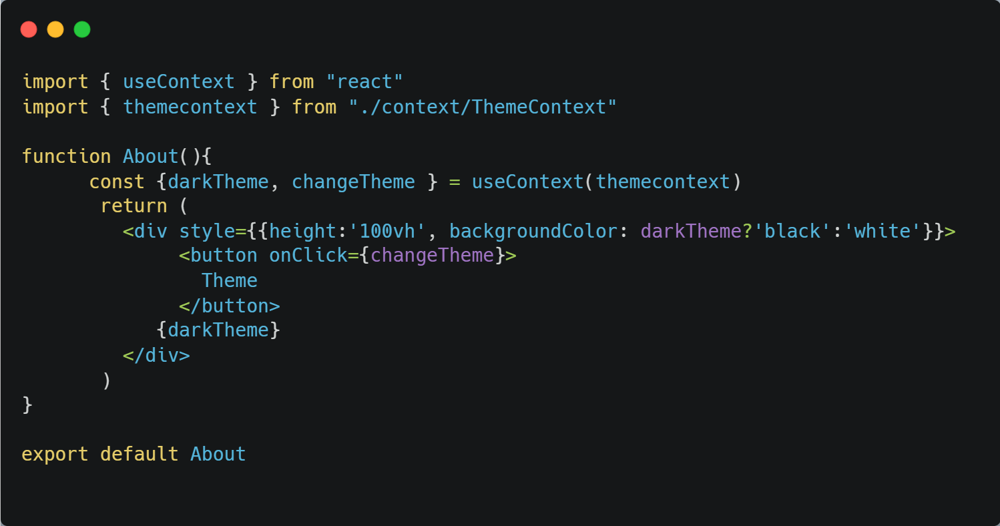 import { useContext } from "react"
import { themecontext } from "./context/ThemeContext"

function About(){
      const {darkTheme, changeTheme } = useContext(themecontext)
       return (
         <div style={{height:'100vh', backgroundColor: darkTheme?'black':'white'}}>
              <button onClick={changeTheme}>
                Theme
              </button>
            {darkTheme}
         </div>
       )
}

export default About